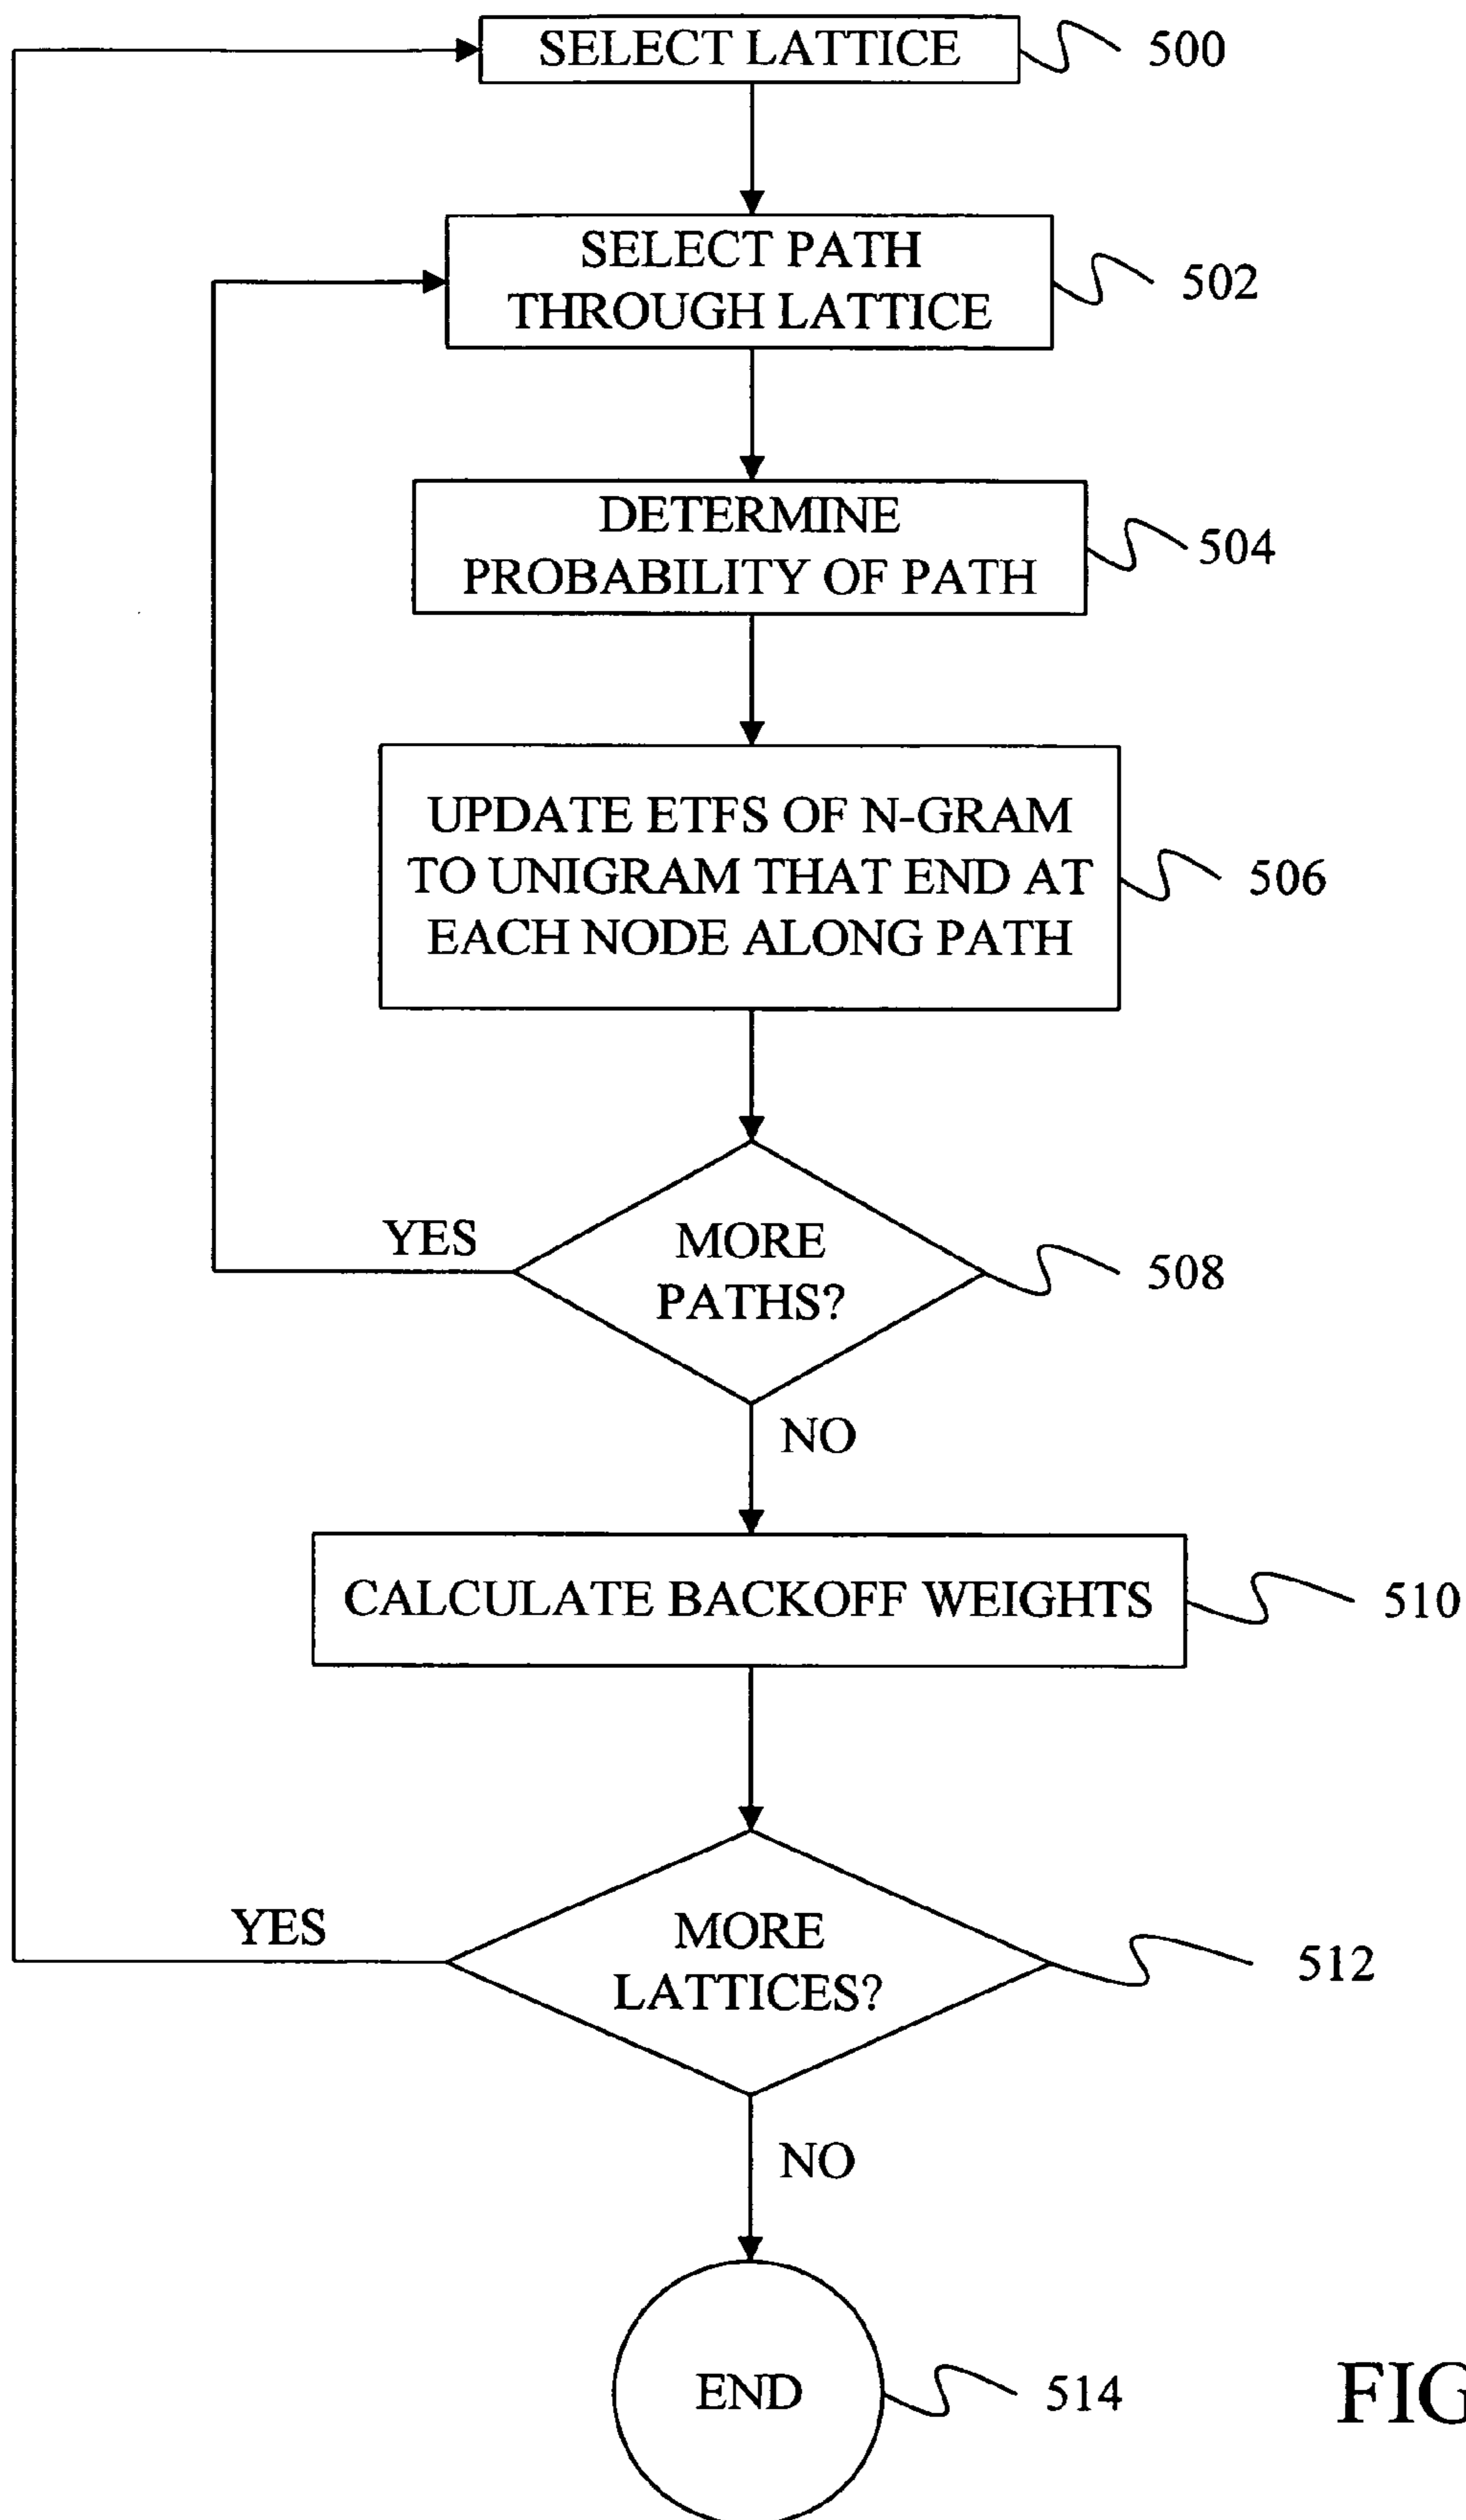 SELECT LATTICE
500
SELECT PATH
THROUGH LATTICE
502
DETERMINE
PROBABILITY OF PATH
504
UPDATE ETFS OF N-GRAM
TO UNIGRAM THAT END AT
EACH NODE ALONG PATH
506
YES
MORE
PATHS?
508
NO
CALCULATE BACKOFF WEIGHTS
510
YES
MORE
LATTICES?
512
NO
END
514
FIG